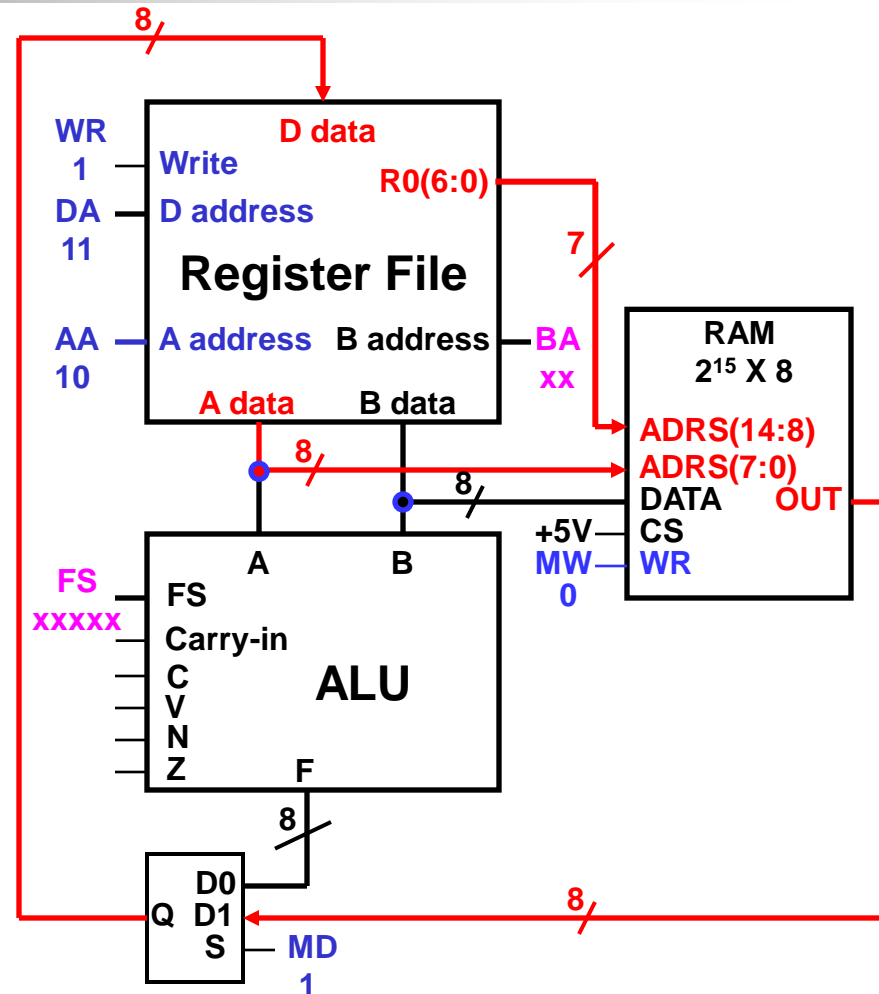 8
WR
1
Write
D data
R0(6:0)
DA
11
D address
7
Register File
AA
10
A address
B address
BA
xx
A data
B data
RAM
2¹⁵ X 8
ADRS(14:8)
8
ADRS(7:0)
8
DATA
OUT
+5V
CS
MW
0
WR
A
B
FS
xxxxx
FS
Carry-in
C
V
N
Z
ALU
F
8
D0
Q
D1
8
S
MD
1